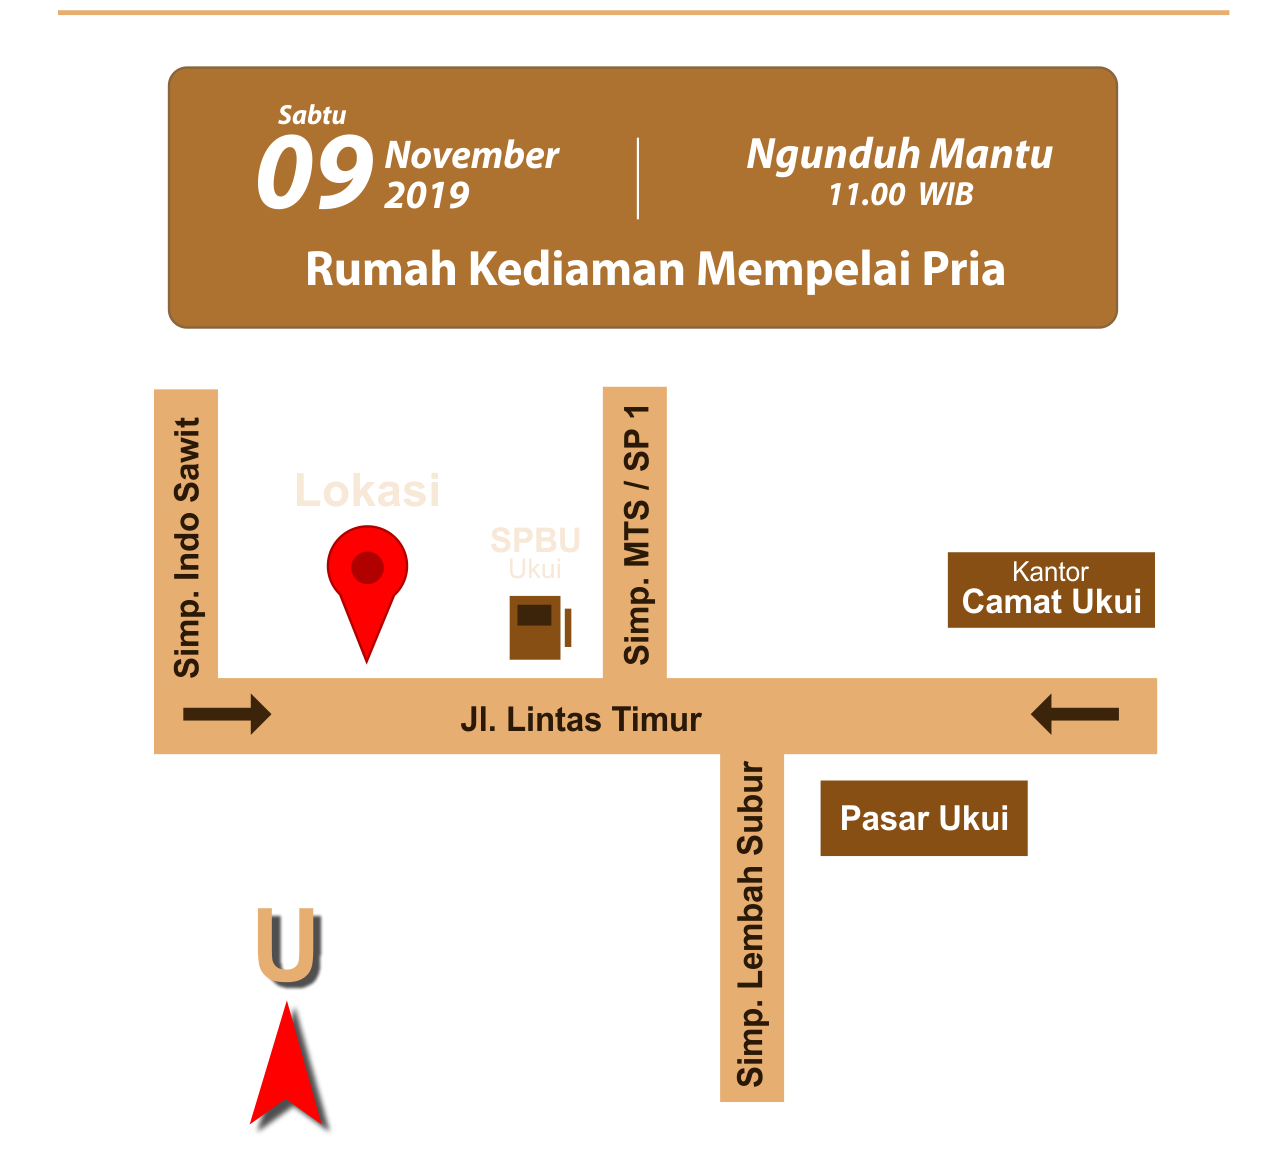 Sabtu
09 November
2019
Ngunduh Mantu
11.00 WIB
Rumah Kediaman Mempelai Pria
Simp. Indo Sawit
Lokasi
SPBU
Ukui
Simp. MTS / SP 1
Kantor
Camat Ukui
Jl. Lintas Timur
Simp. Lembah Subur
Pasar Ukui
U